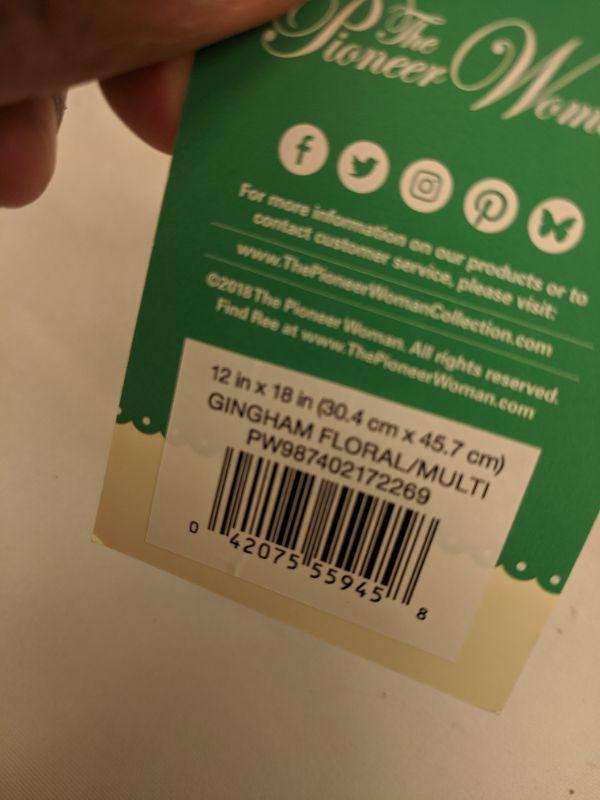 The
Pioneer
For more information on our products or to
contact customer service, please visit:
www.ThePioneerWomanCollection.com
©2018 The Pioneer Woman. All rights reserved.
Find Ree at www.ThePioneerWoman.com
12 in x 18 in (30.4 cm x 45.7 cm)
GINGHAM FLORAL/MULTI
PW987402172269
0 42075 55945 8